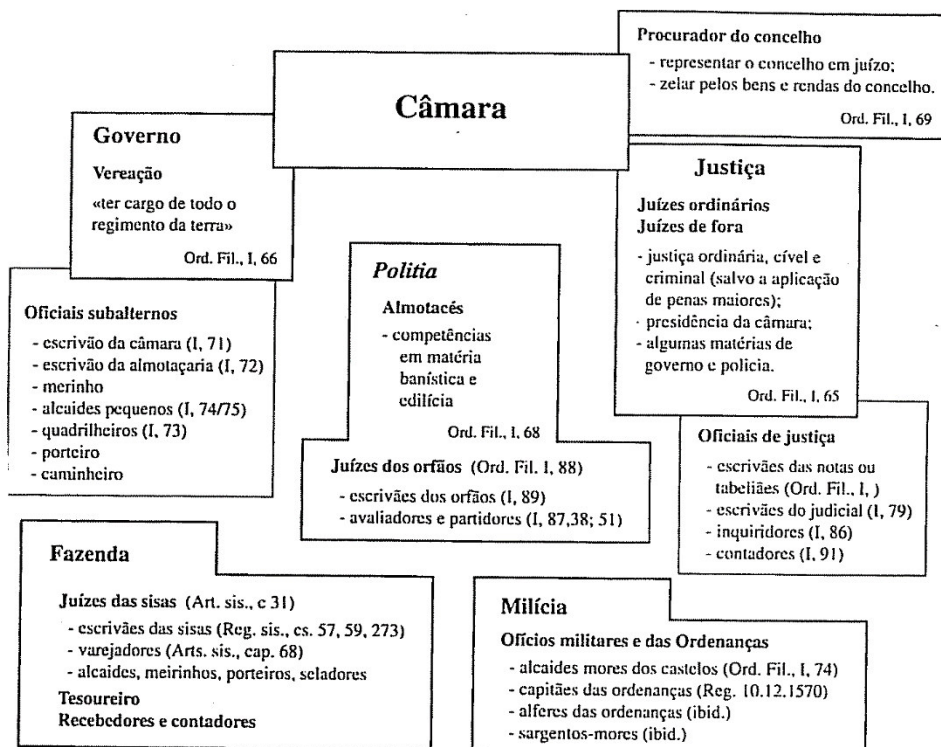 Câmara
Procurador do concelho
- representar o concelho em juízo;
- zelar pelos bens e rendas do concelho.
Ord. Fil., I, 69
Governo
Vereação
«ter cargo de todo o
regimento da terra»
Ord. Fil., I, 66
Justiça
Juízes ordinários
Juízes de fora
- justiça ordinária, cível e
criminal (salvo a aplicação
de penas maiores);
- presidência da câmara;
- algumas matérias de
governo e policia.
Ord. Fil., I, 65
Politia
Almotacés
- competências
em matéria
banística e
edilícia
Ord. Fil., I, 68
Oficiais subalternos
- escrivão da câmara (I, 71)
- escrivão da almotaçaria (I, 72)
- merinho
- alcaides pequenos (I, 74/75)
- quadrilheiros (I, 73)
- porteiro
- caminheiro
Juízes dos orfãos (Ord. Fil. I, 88)
- escrivães dos orfãos (I, 89)
- avaliadores e partidores (I, 87,38; 51)
Oficiais de justiça
- escrivães das notas ou
tabeliães (Ord. Fil., I, )
- escrivães do judicial (I, 79)
- inquiridores (I, 86)
- contadores (I, 91)
Fazenda
Juízes das sisas (Art. sis., c 31)
- escrivães das sisas (Reg. sis., cs. 57, 59, 273)
- varejadores (Arts. sis., cap. 68)
- alcaides, meirinhos, porteiros, seladores
Tesoureiro
Recebedores e contadores
Milícia
Ofícios militares e das Ordenanças
- alcaides mores dos castelos (Ord. Fil., I, 74)
- capitães das ordenanças (Reg. 10.12.1570)
- alferes das ordenanças (ibid.)
- sargentos-mores (ibid.)